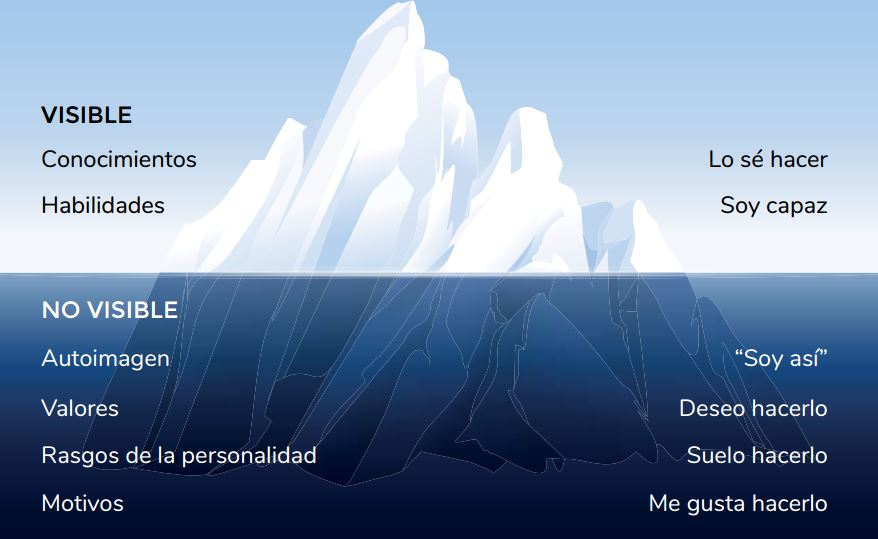 VISIBLE
Conocimientos
Lo sé hacer
Habilidades
Soy capaz
NO VISIBLE
Autoimagen
“Soy así”
Valores
Deseo hacerlo
Rasgos de la personalidad
Suelo hacerlo
Motivos
Me gusta hacerlo